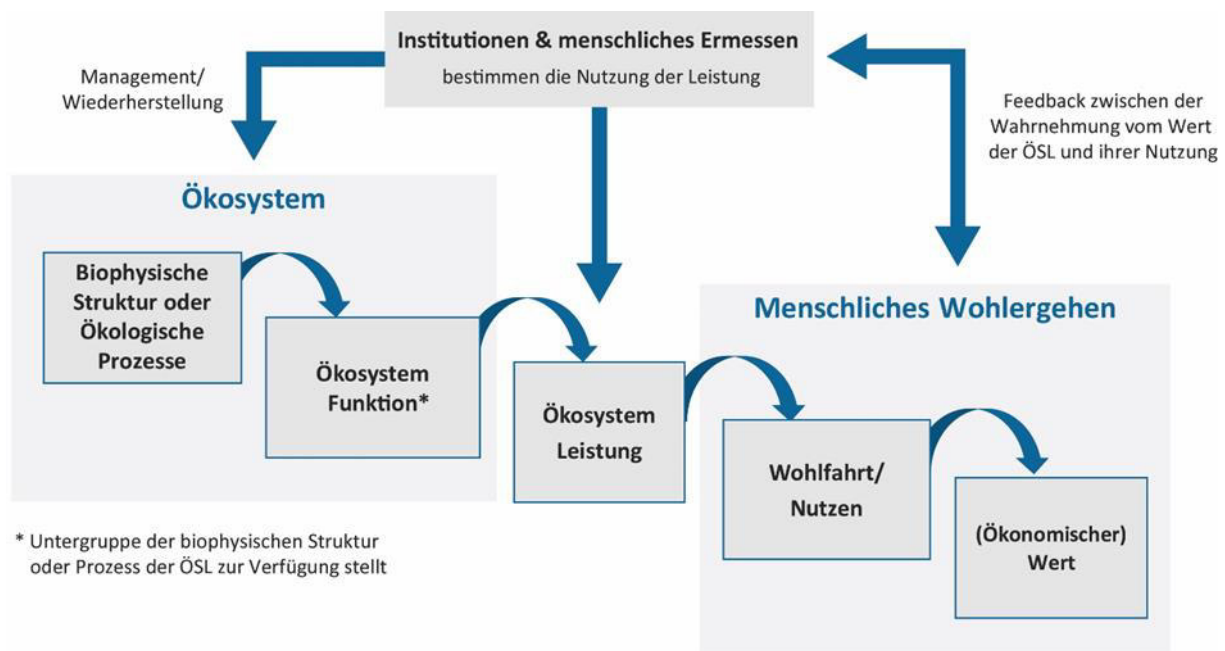 Institutionen & menschliches Ermessen
bestimmen die Nutzung der Leistung
Management/
Wiederherstellung
Feedback zwischen der
Wahrnehmung vom Wert
der ÖSL und ihrer Nutzung
Ökosystem
Biophysische
Struktur oder
Ökologische
Prozesse
Ökosystem
Funktion*
Ökosystem
Leistung
Menschliches Wohlergehen
Wohlfahrt/
Nutzen
(Ökonomischer)
Wert
* Untergruppe der biophysischen Struktur
oder Prozess der ÖSL zur Verfügung stellt